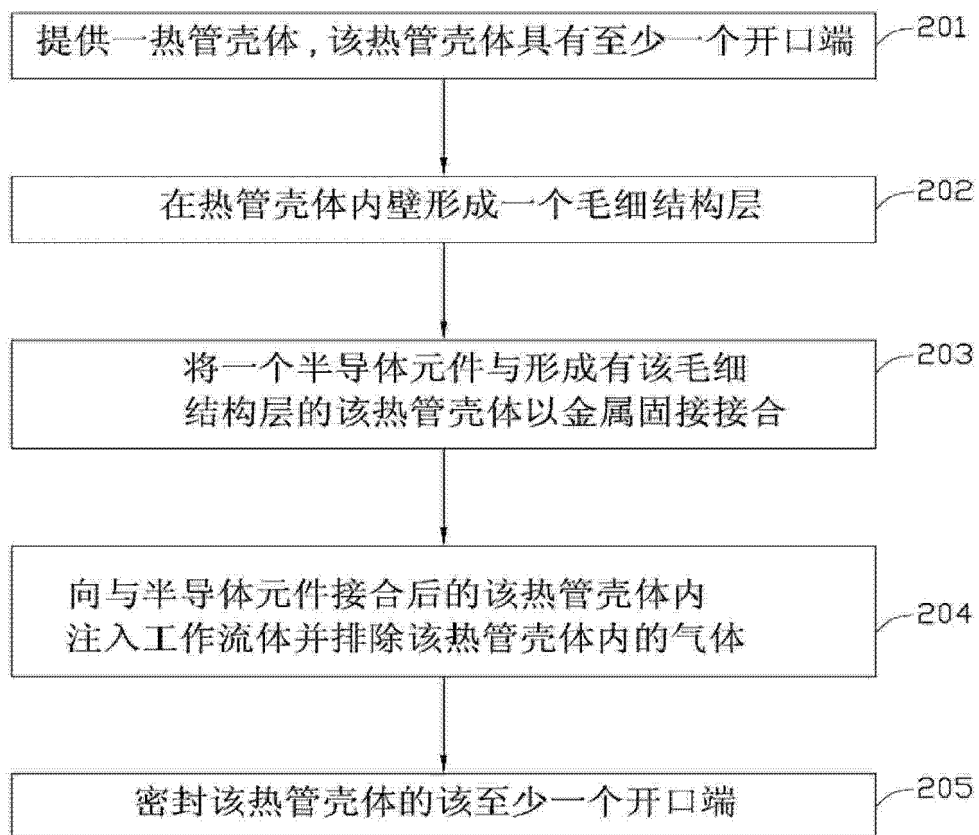 提供一热管壳体,该热管壳体具有至少一个开口端
201
在热管壳体内壁形成一个毛细结构层
202
将一个半导体元件与形成有该毛细
结构层的该热管壳体以金属固接接合
203
向与半导体元件接合后的该热管壳体内
注入工作流体并排除该热管壳体内的气体
204
密封该热管壳体的该至少一个开口端
205